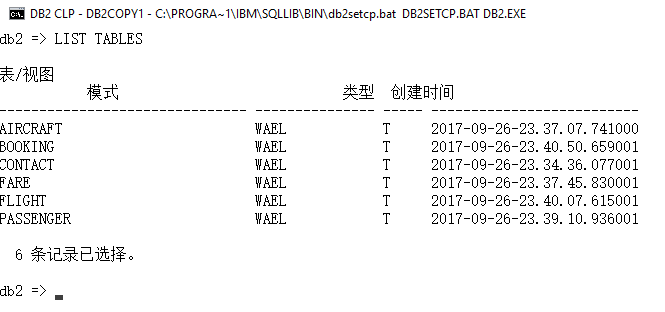 DB2 CLP - DB2COPY1 - C:\PROGRA~1\IBM\SQLLIB\BIN\db2setcp.bat DB2SETCP.BAT DB2.EXE
db2 => LIST TABLES
表/视图
模式 类型 创建时间
------------------------------- --------------- ----- --------------------------
AIRCRAFT WAEL T 2017-09-26-23.37.07.741000
BOOKING WAEL T 2017-09-26-23.40.50.659001
CONTACT WAEL T 2017-09-26-23.34.36.077001
FARE WAEL T 2017-09-26-23.37.45.830001
FLIGHT WAEL T 2017-09-26-23.40.07.615001
PASSENGER WAEL T 2017-09-26-23.39.10.936001
6 条记录已选择。
db2 => _